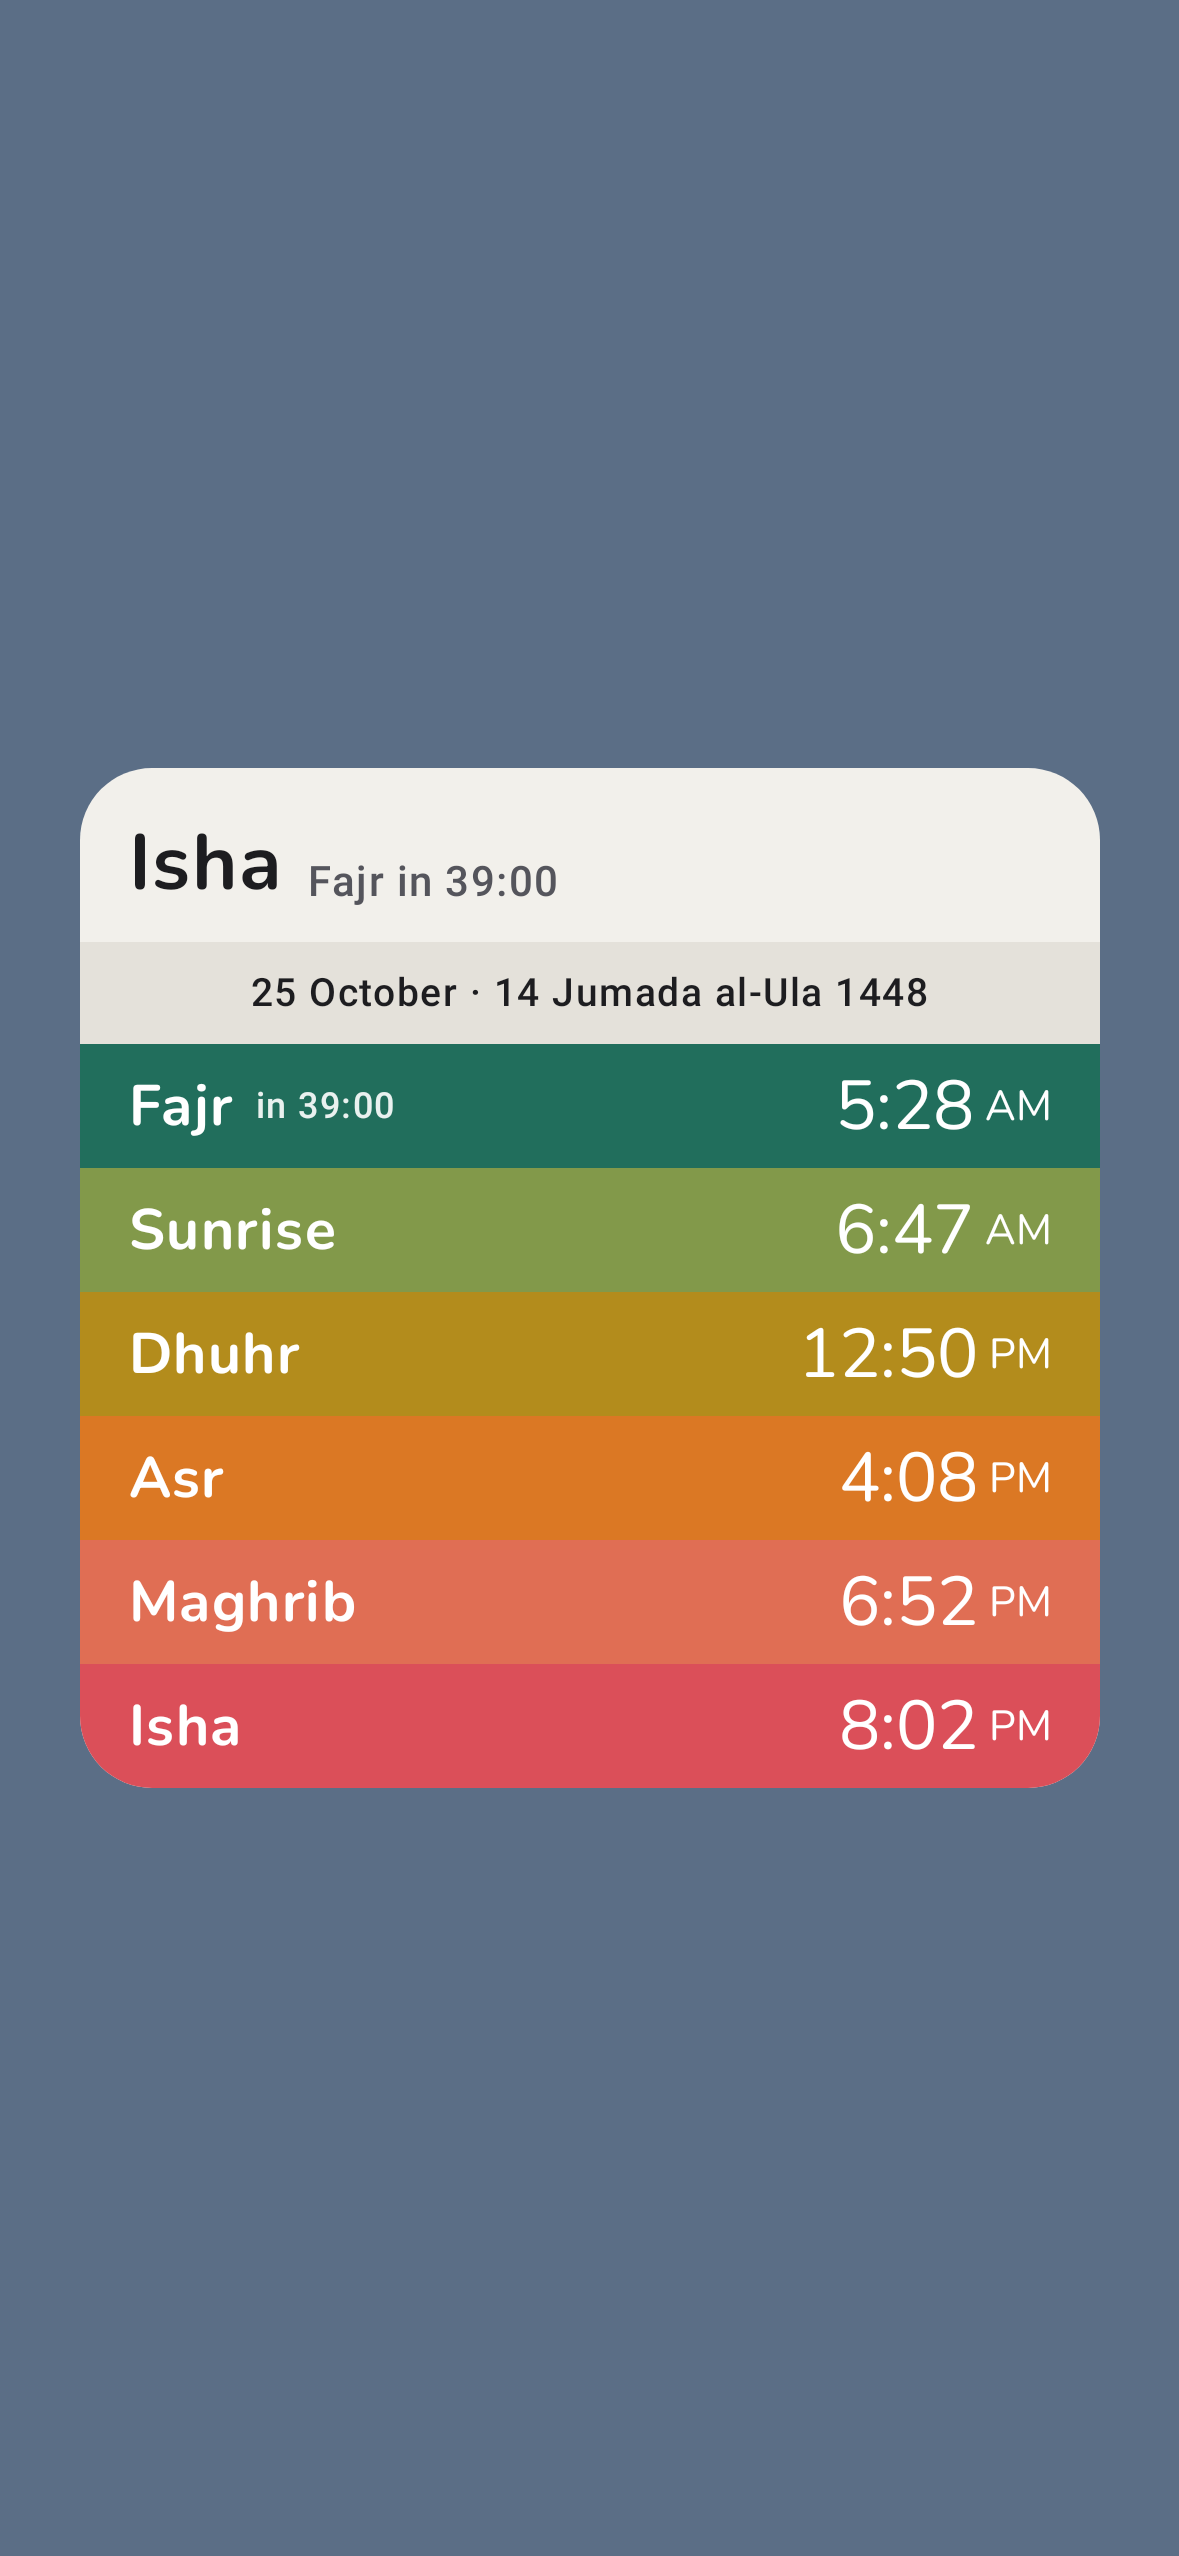 Isha Fajr in 39:00
25 October · 14 Jumada al-Ula 1448
Fajr in 39:00 5:28 AM
Sunrise 6:47 AM
Dhuhr 12:50 PM
Asr 4:08 PM
Maghrib 6:52 PM
Isha 8:02 PM